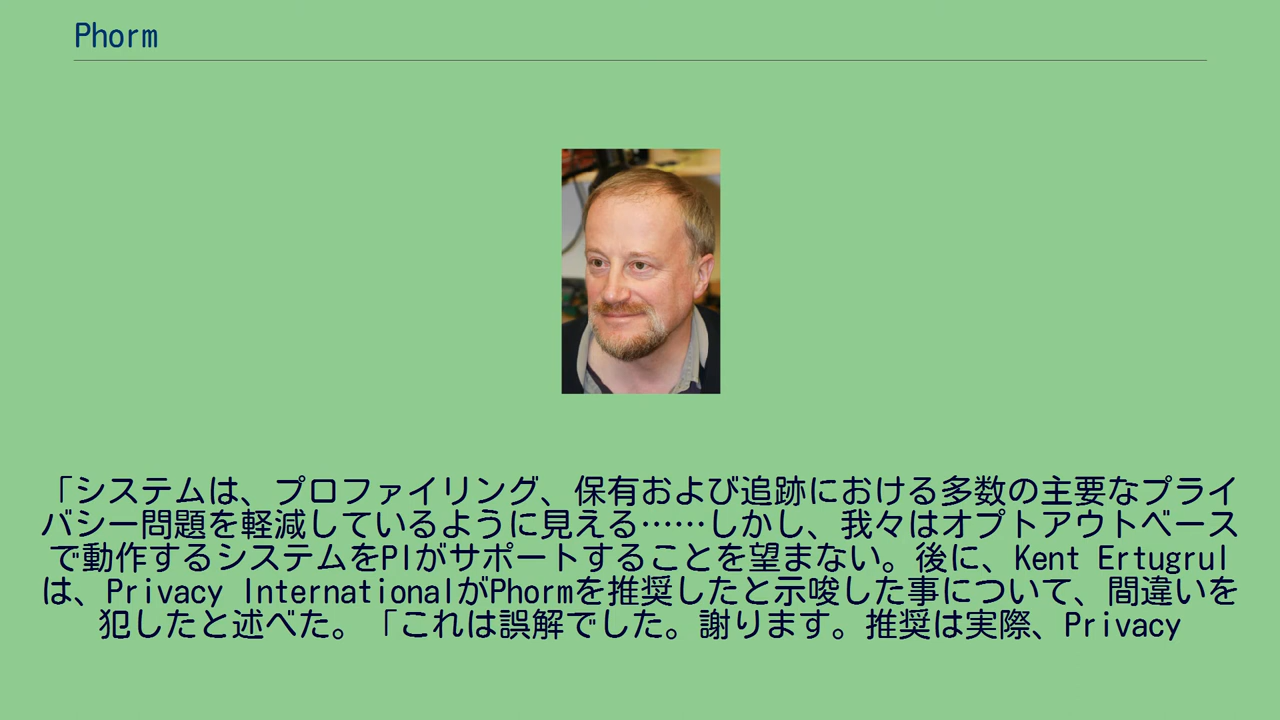 Phorm
「システムは、プロファイリング、保有および追跡における多数の主要なプライ
バシー問題を軽減しているように見える……しかし、我々はオプトアウトベース
で動作するシステムをPIがサポートすることを望まない。後に、Kent Ertugrul
は、Privacy InternationalがPhormを推奨したと示唆した事について、間違いを
犯したと述べた。「これは誤解でした。謝ります。推奨は実際、Privacy